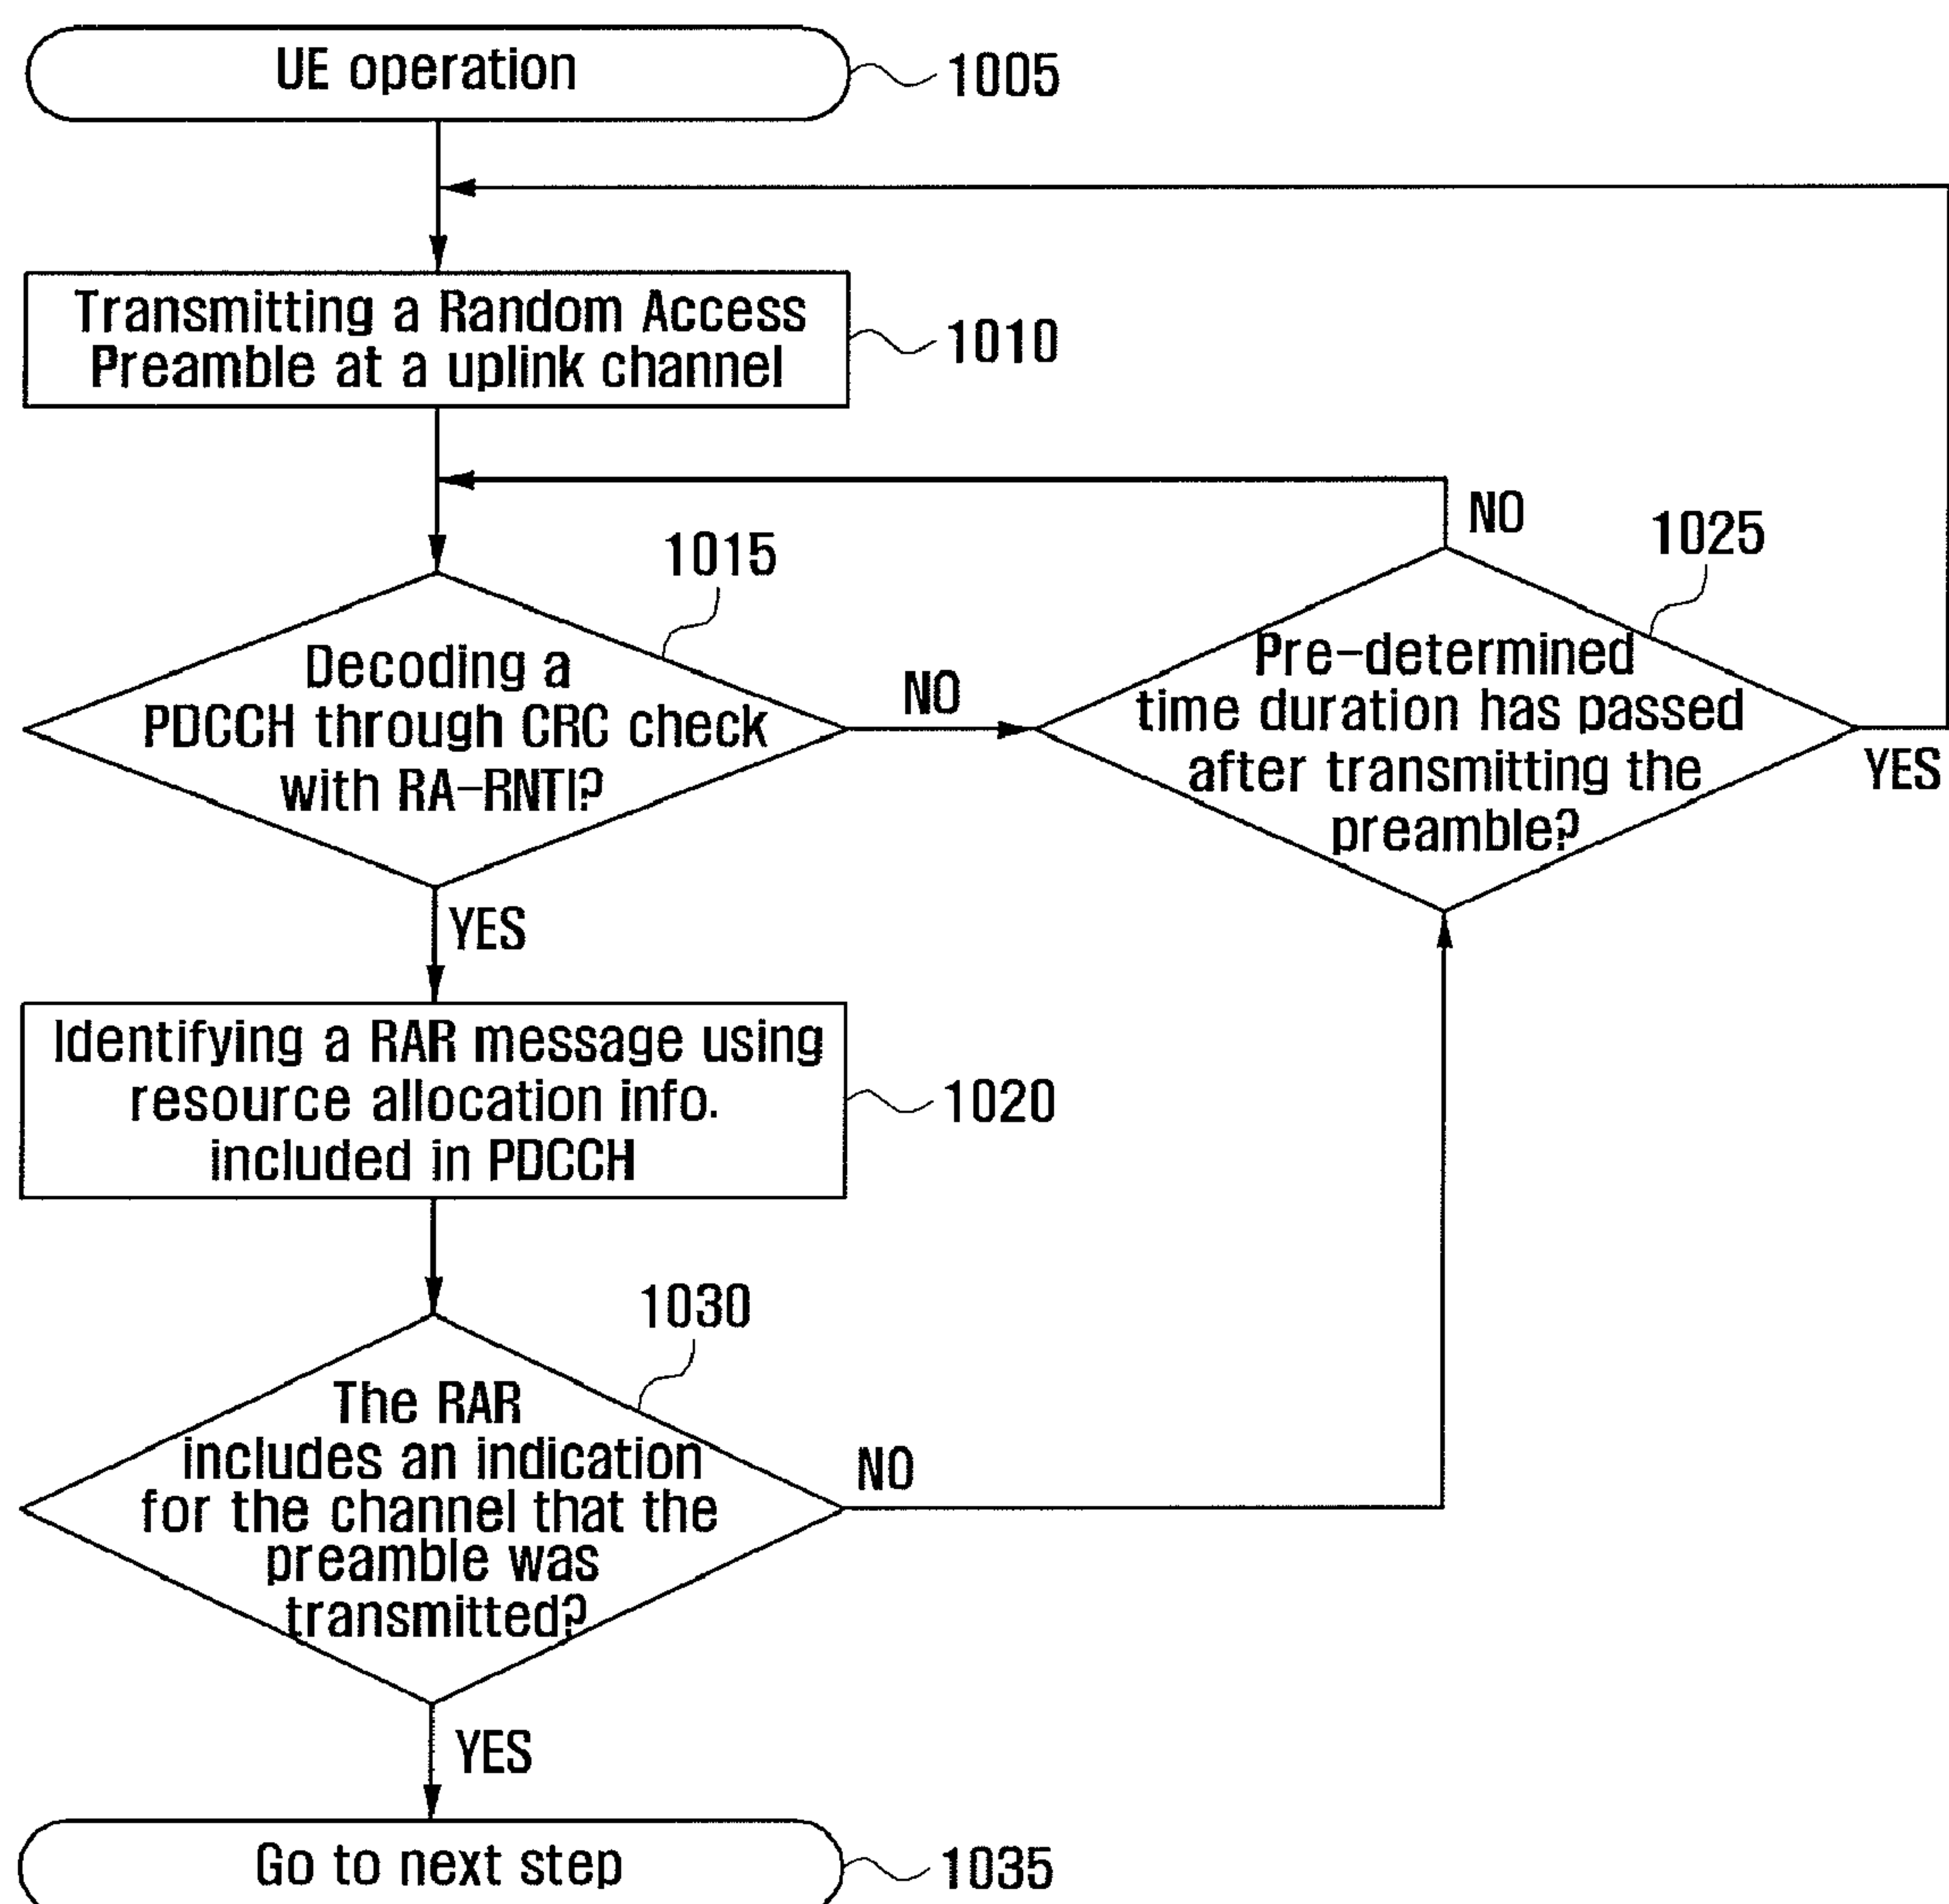 UE operation
1005
Transmitting a Random Access
Preamble at a uplink channel
1010
NO
1025
1015
Decoding a
PDCCH through CRC check
with RA-RNTI?
NO
Pre-determined
time duration has passed
after transmitting the
preamble?
YES
YES
Identifying a RAR message using
resource allocation info.
included in PDCCH
1020
1030
The RAR
includes an indication
for the channel that the
preamble was
transmitted?
NO
YES
Go to next step
1035